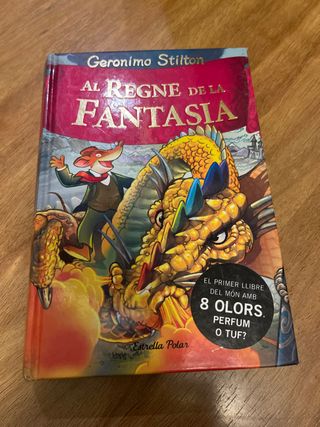 Geronimo Stilton
AL REGNE DE LA
FANTASIA
EL PRIMER LLIBRE
DEL MÓN AMB
8 OLORS.
PERFUM
O TUF?
Estrella Polar